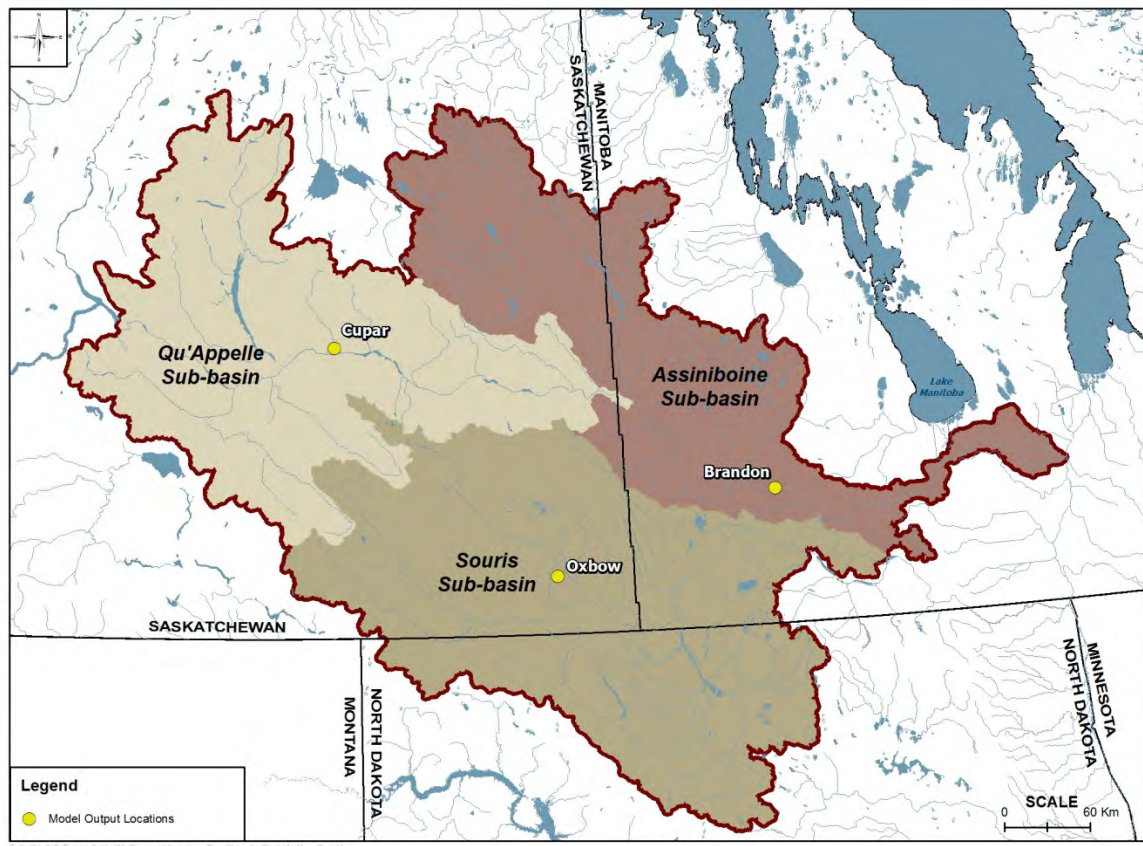 N
SASKATCHEWAN
MANITOBA
Cupar
Qu'Appelle
Sub-basin
Assiniboine
Sub-basin
Lake
Manitoba
Brandon
Souris
Sub-basin
Oxbow
SASKATCHEWAN
MONTANA
NORTH DAKOTA
MINNESOTA
NORTH DAKOTA
Legend
Model Output Locations
SCALE
0 60 Km